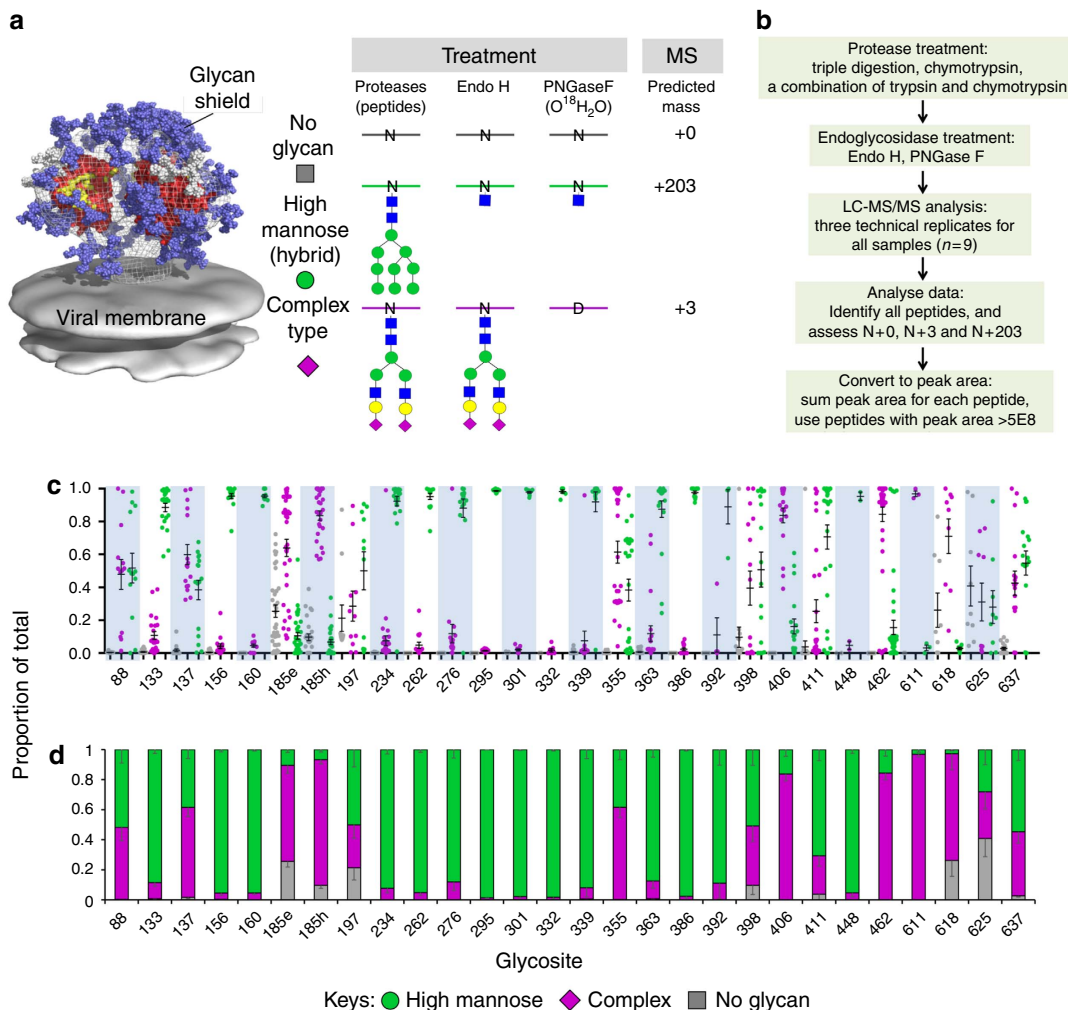 a
Glycan
shield
Viral membrane
No
glycan
High
mannose
(hybrid)
Complex
type
Treatment
MS
Proteases
(peptides)
Endo H
PNGaseF
(O¹⁸H₂O)
Predicted
mass
N
N
N
+0
N
N
N
+203
N
N
D
+3
b
Protease treatment:
triple digestion, chymotrypsin,
a combination of trypsin and chymotrypsin
Endoglycosidase treatment:
Endo H, PNGase F
LC-MS/MS analysis:
three technical replicates for
all samples (n=9)
Analyse data:
Identify all peptides, and
assess N+0, N+3 and N+203
Convert to peak area:
sum peak area for each peptide,
use peptides with peak area >5E8
Proportion of total
c
1.0
0.8
0.6
0.4
0.2
0.0
88 133 137 156 160 185e 185h 197 234 262 276 295 301 332 339 355 363 386 392 398 406 411 448 462 611 618 625 637
d
1
0.8
0.6
0.4
0.2
0
88 133 137 156 160 185e 185h 197 234 262 276 295 301 332 339 355 363 386 392 398 406 411 448 462 611 618 625 637
Glycosite
Keys: High mannose Complex No glycan